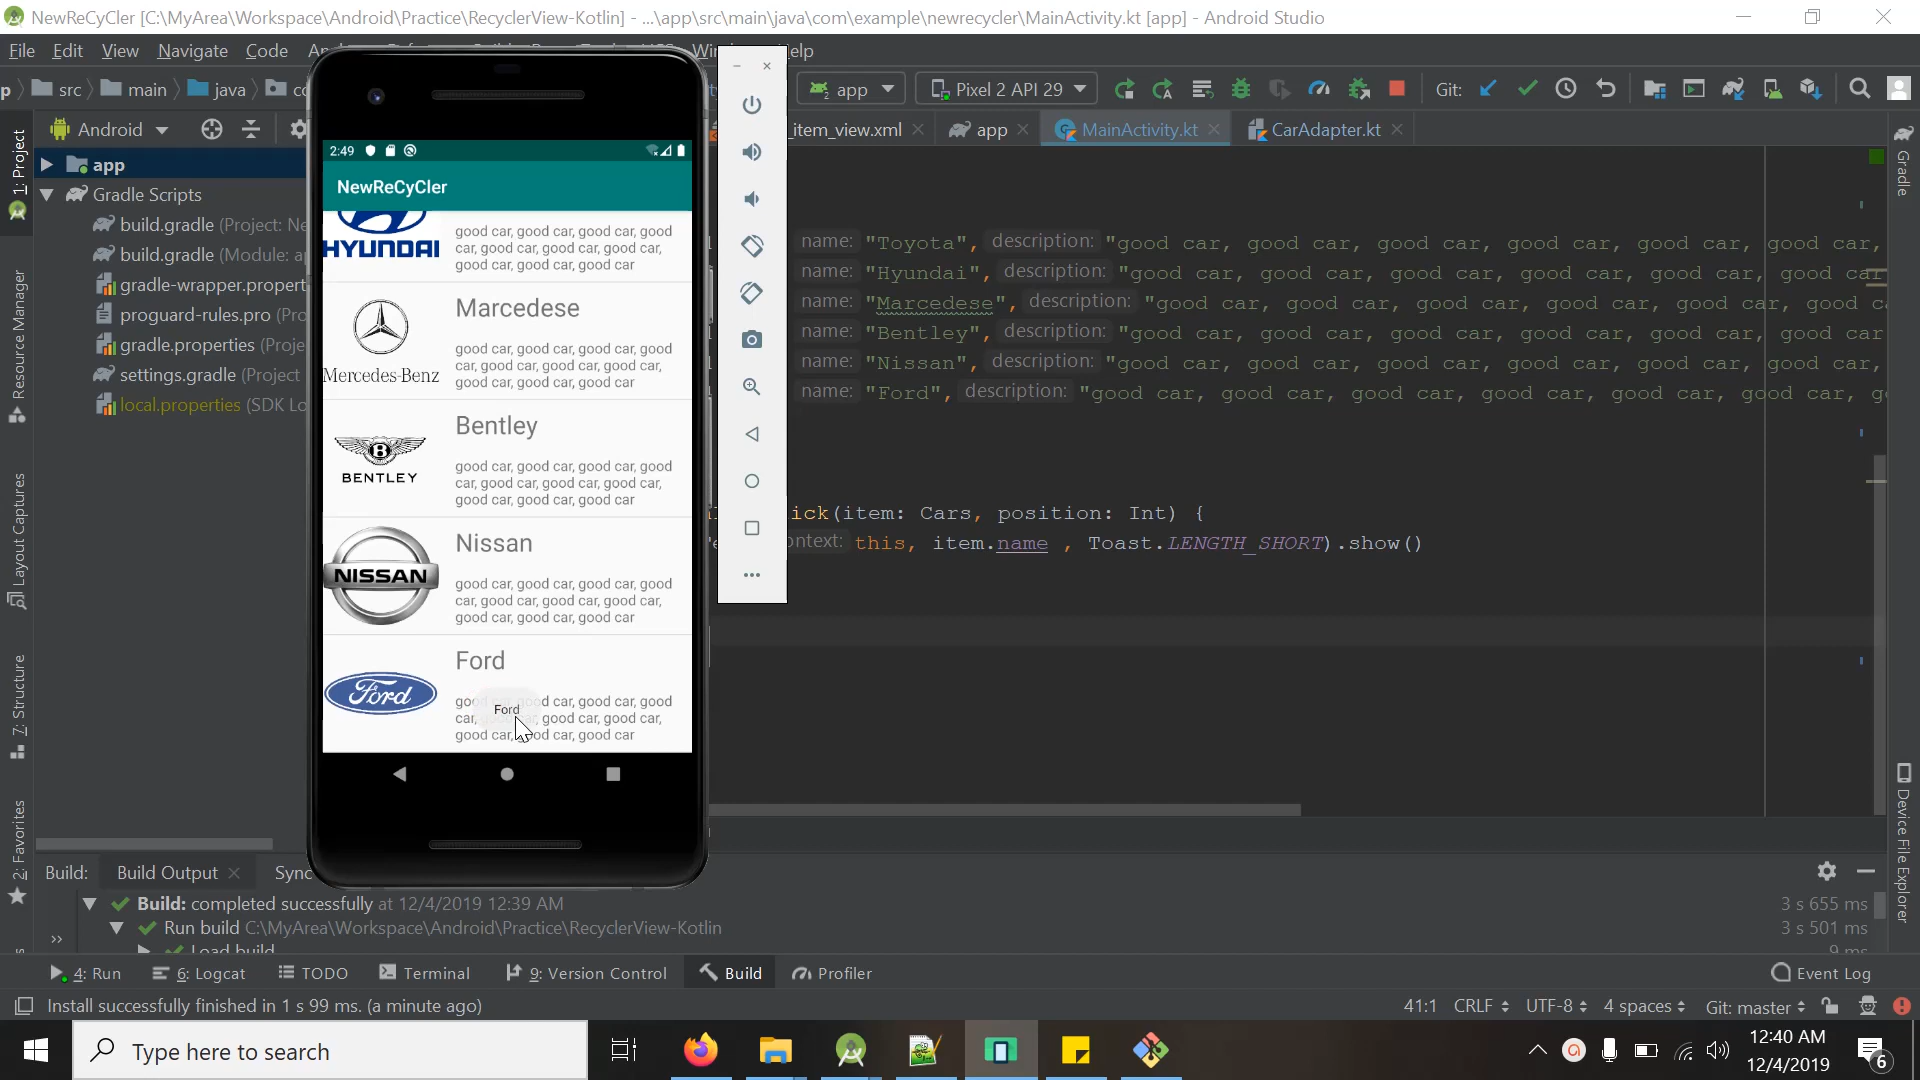 NewRecycler [C:\MyArea\Workspace\Android\Practice\RecyclerView-Kotlin] - ...\app\src\main\java\com\example\newrecycler\MainActivity.kt [app] - Android Studio
File Edit View Navigate Code
src main java
app Pixel 2 API 29 Git:
Android
_item_view.xml app MainActivity.kt CarAdapter.kt
1: Project
Resource Manager
Layout Captures
7: Structure
2: Favorites
Gradle
Device File Explorer
app
Gradle Scripts
build.gradle (Project: Ne
build.gradle (Module: a
gradle-wrapper.propert
proguard-rules.pro (Pro
gradle.properties (Proje
settings.gradle (Project
local.properties (SDK Lo
2:49
NewReCyCler
HYUNDAI
good car, good car, good car, good
car, good car, good car, good car,
good car, good car, good car
Marcedese
Mercedes-Benz
good car, good car, good car, good
car, good car, good car, good car,
good car, good car, good car
Bentley
BENTLEY
good car, good car, good car, good
car, good car, good car, good car,
good car, good car, good car
Nissan
NISSAN
good car, good car, good car, good
car, good car, good car, good car,
good car, good car, good car
Ford
Ford
good car, good car, good
car, good car, good car,
good car, good car, good car
Ford
name: "Toyota", description: "good car, good car, good car, good car, good car, good car,
name: "Hyundai", description: "good car, good car, good car, good car, good car, good car
name: "Marcedese", description: "good car, good car, good car, good car, good car, good c
name: "Bentley", description: "good car, good car, good car, good car, good car, good car
name: "Nissan", description: "good car, good car, good car, good car, good car, good car,
name: "Ford", description: "good car, good car, good car, good car, good car, good car, g
ick(item: Cars, position: Int) {
ontext: this, item.name , Toast.LENGTH_SHORT).show()
Build: Build Output Sync
Build: completed successfully at 12/4/2019 12:39 AM 3 s 655 ms
Run build C:\MyArea\Workspace\Android\Practice\RecyclerView-Kotlin 3 s 501 ms
Load build 9 ms
4: Run 6: Logcat TODO Terminal 9: Version Control Build Profiler Event Log
Install successfully finished in 1 s 99 ms. (a minute ago) 41:1 CRLF UTF-8 4 spaces Git: master
Type here to search
12:40 AM
12/4/2019
6